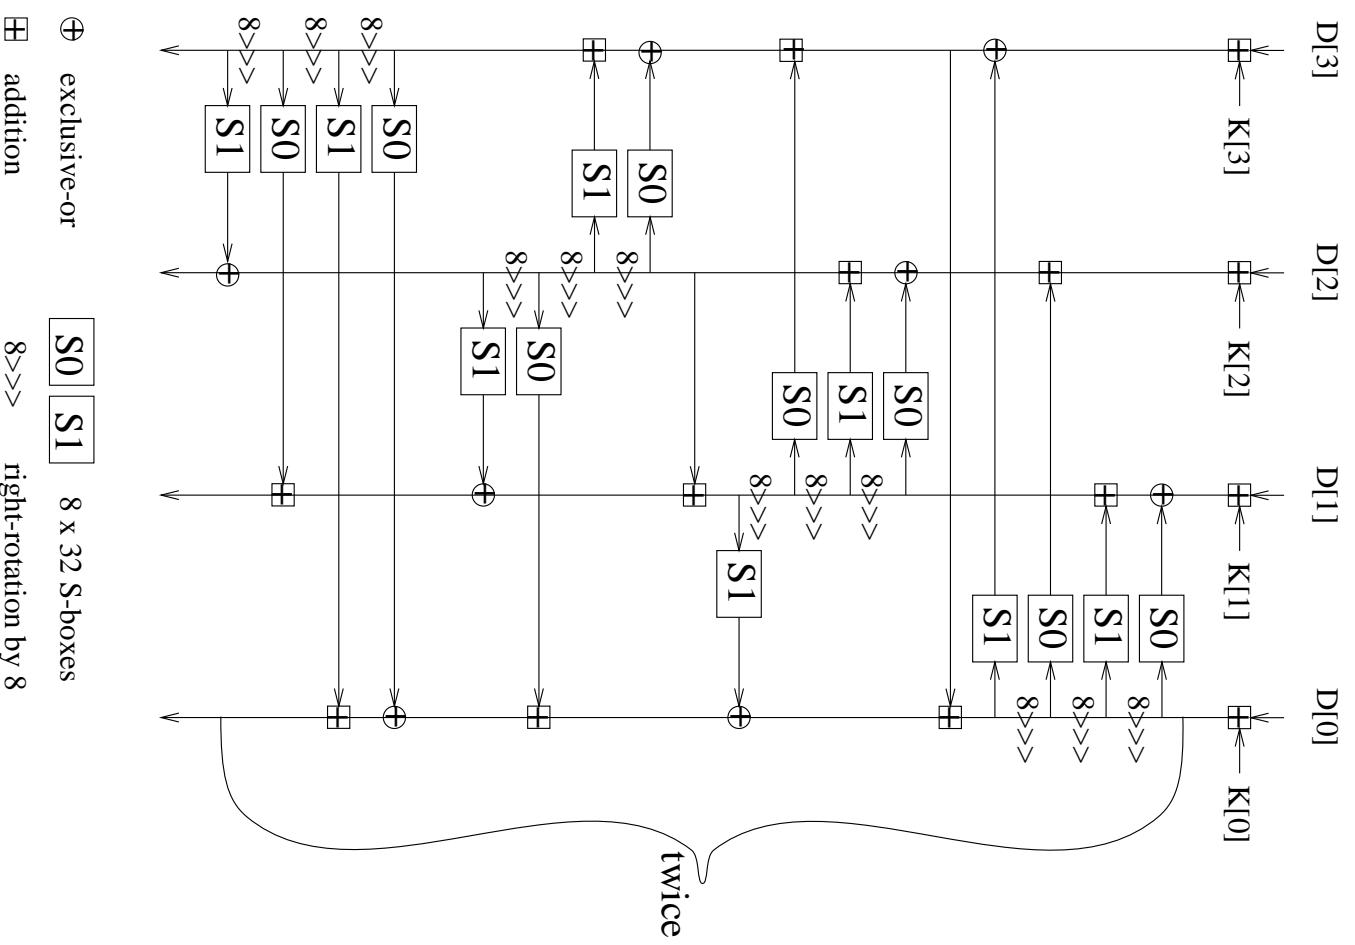 D[3] D[2] D[1] D[0]
K[3] K[2] K[1] K[0]
S0
8>>>
S1
8>>>
S0
8>>>
S1
S0
8>>>
S1
8>>>
S0
8>>>
S1
twice
S0
8>>>
S1
8>>>
S0
8>>>
S1
S0
8>>>
S1
8>>>
S0
8>>>
S1
exclusive-or S0 S1 8 x 32 S-boxes
addition 8>>> right-rotation by 8